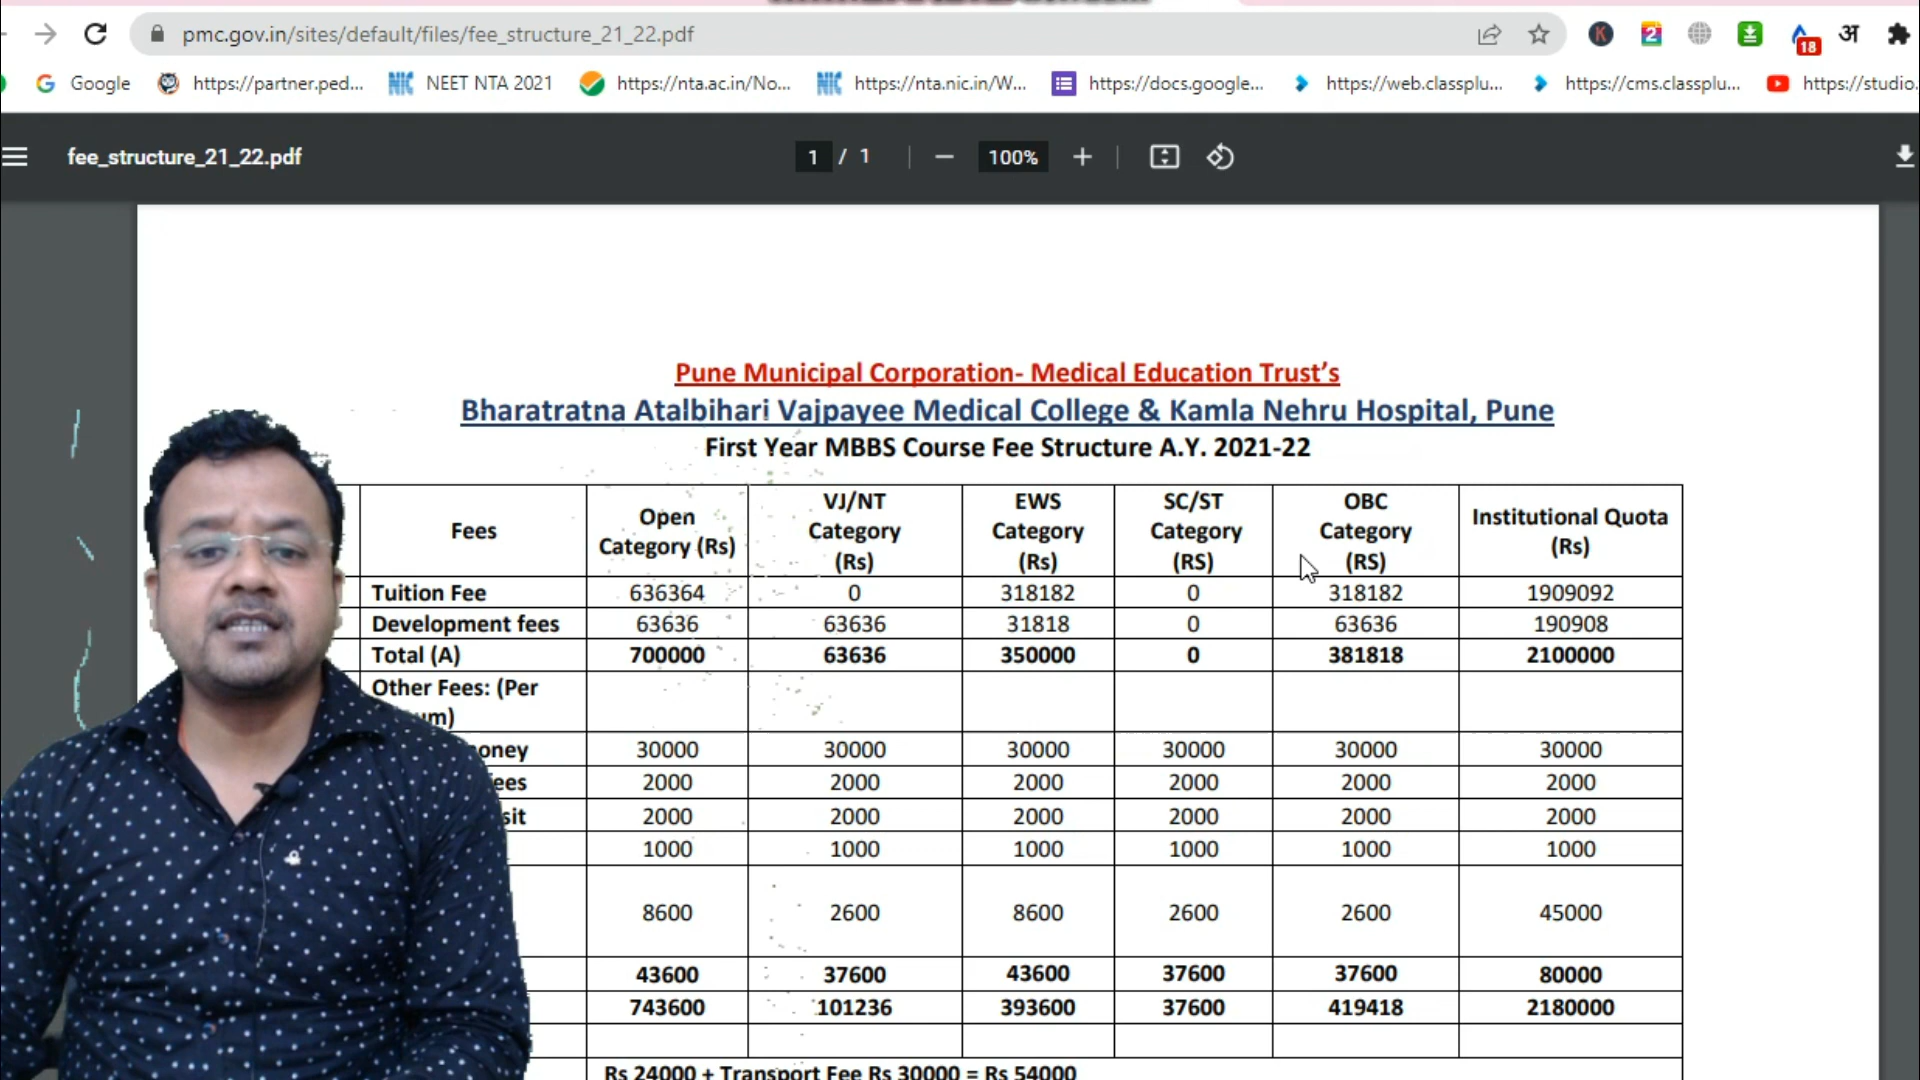 pmc.gov.in/sites/default/files/fee_structure_21_22.pdf
2
18
अ
K
Google https://partner.ped... NEET NTA 2021 https://nta.ac.in/No... https://nta.nic.in/W... https://docs.google... https://web.classplu... https://cms.classplu... https://studio.
fee_structure_21_22.pdf 1 / 1 100%
Pune Municipal Corporation- Medical Education Trust's
Bharatratna Atalbihari Vajpayee Medical College & Kamla Nehru Hospital, Pune
First Year MBBS Course Fee Structure A.Y. 2021-22
Fees Open Category (Rs) VJ/NT Category (Rs) EWS Category (Rs) SC/ST Category (RS) OBC Category (RS) Institutional Quota (Rs)
Tuition Fee 636364 0 318182 0 318182 1909092
Development fees 63636 63636 31818 0 63636 190908
Total (A) 700000 63636 350000 0 381818 2100000
Other Fees: (Per
um)
oney 30000 30000 30000 30000 30000 30000
ees 2000 2000 2000 2000 2000 2000
sit 2000 2000 2000 2000 2000 2000
1000 1000 1000 1000 1000 1000
8600 2600 8600 2600 2600 45000
43600 37600 43600 37600 37600 80000
743600 101236 393600 37600 419418 2180000
Rs 24000 + Transport Fee Rs 30000 = Rs 54000